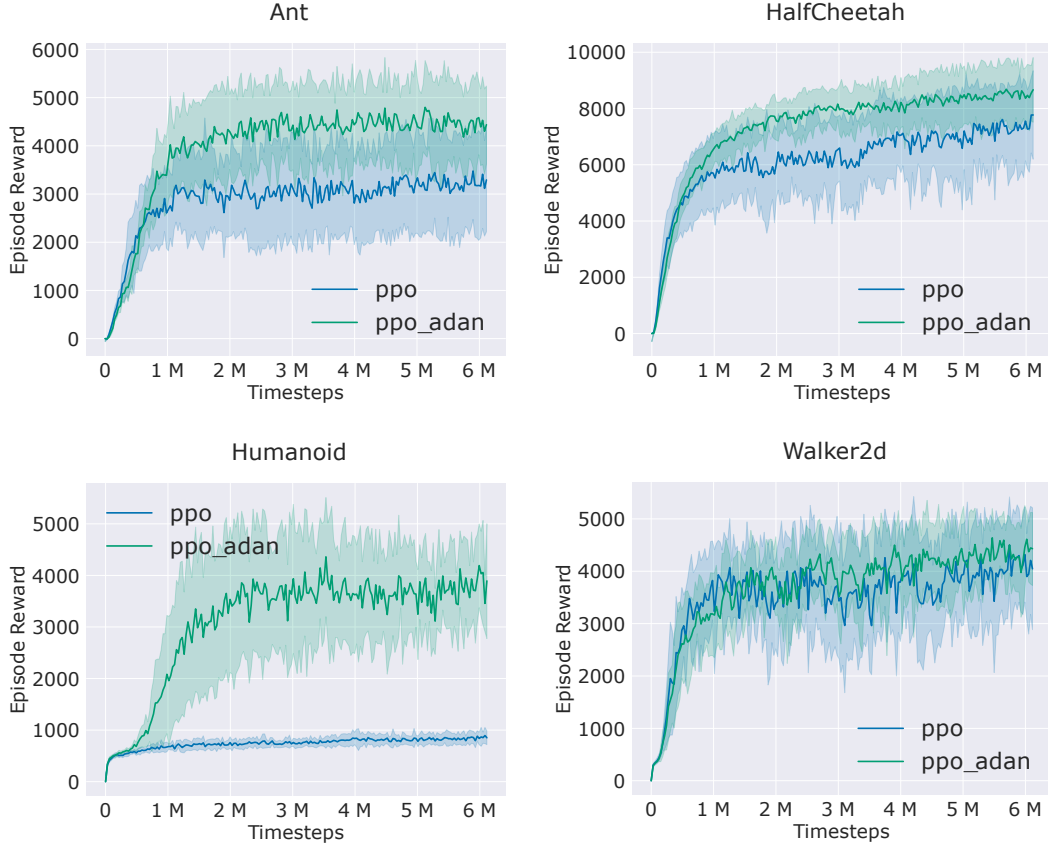 Ant
6000
5000
4000
3000
2000
1000
0
Episode Reward
ppo
ppo_adan
0 1 M 2 M 3 M 4 M 5 M 6 M
Timesteps
HalfCheetah
10000
8000
6000
4000
2000
0
Episode Reward
ppo
ppo_adan
0 1 M 2 M 3 M 4 M 5 M 6 M
Timesteps
Humanoid
5000
4000
3000
2000
1000
0
Episode Reward
ppo
ppo_adan
0 1 M 2 M 3 M 4 M 5 M 6 M
Timesteps
Walker2d
5000
4000
3000
2000
1000
0
Episode Reward
ppo
ppo_adan
0 1 M 2 M 3 M 4 M 5 M 6 M
Timesteps